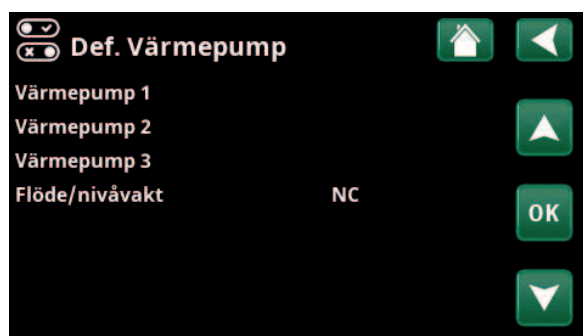 Def. Värmepump
Värmepump 1
Värmepump 2
Värmepump 3
Flöde/nivåvakt NC
OK